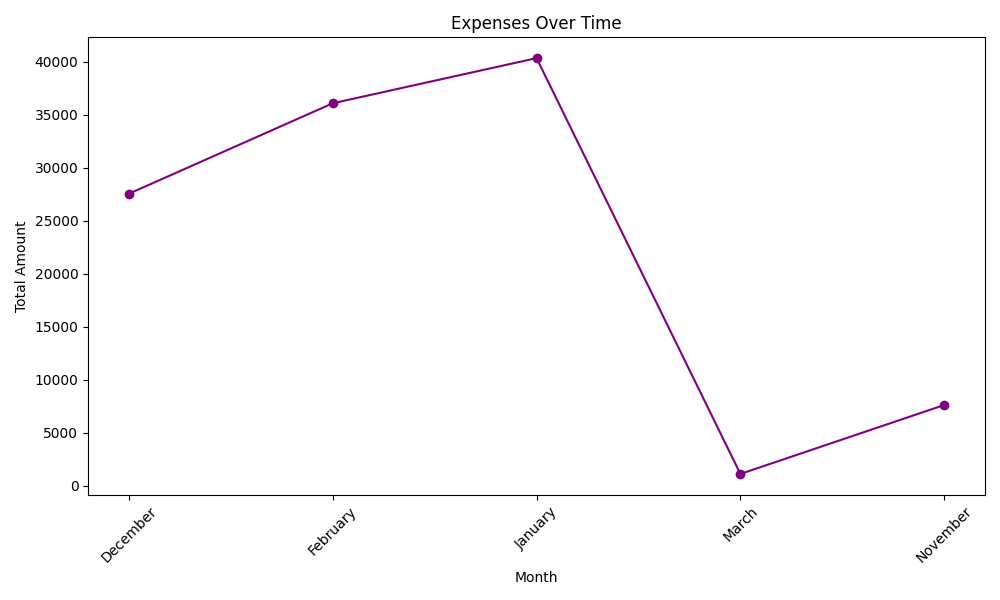 Expenses Over Time
Total Amount
40000
35000
30000
25000
20000
15000
10000
5000
0
December
February
January
March
November
Month